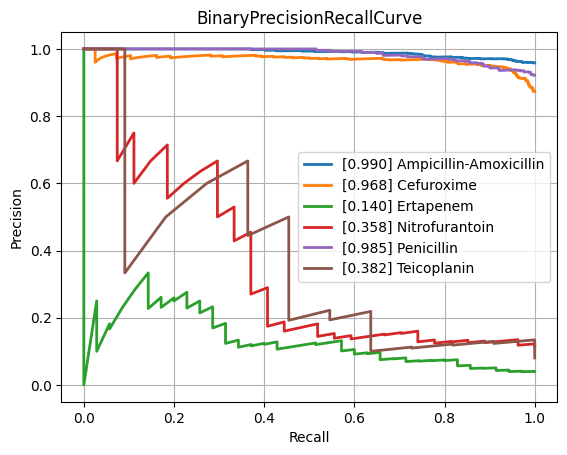 BinaryPrecisionRecallCurve
Precision
1.0
0.8
0.6
0.4
0.2
0.0
[0.990] Ampicillin-Amoxicillin
[0.968] Cefuroxime
[0.140] Ertapenem
[0.358] Nitrofurantoin
[0.985] Penicillin
[0.382] Teicoplanin
0.0 0.2 0.4 0.6 0.8 1.0
Recall